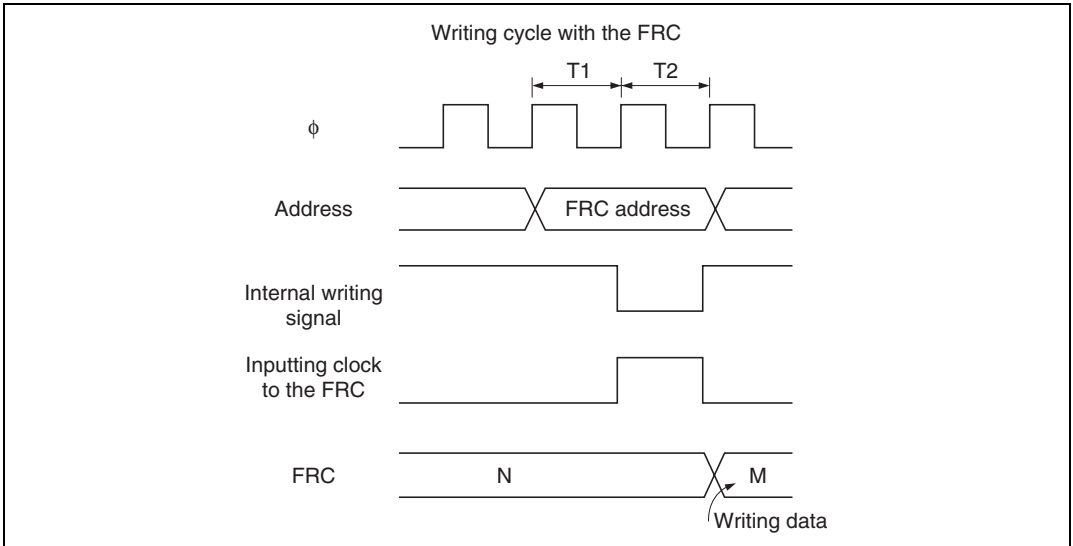 Writing cycle with the FRC
T1 T2
ϕ
Address FRC address
Internal writing
signal
Inputting clock
to the FRC
FRC N M
Writing data